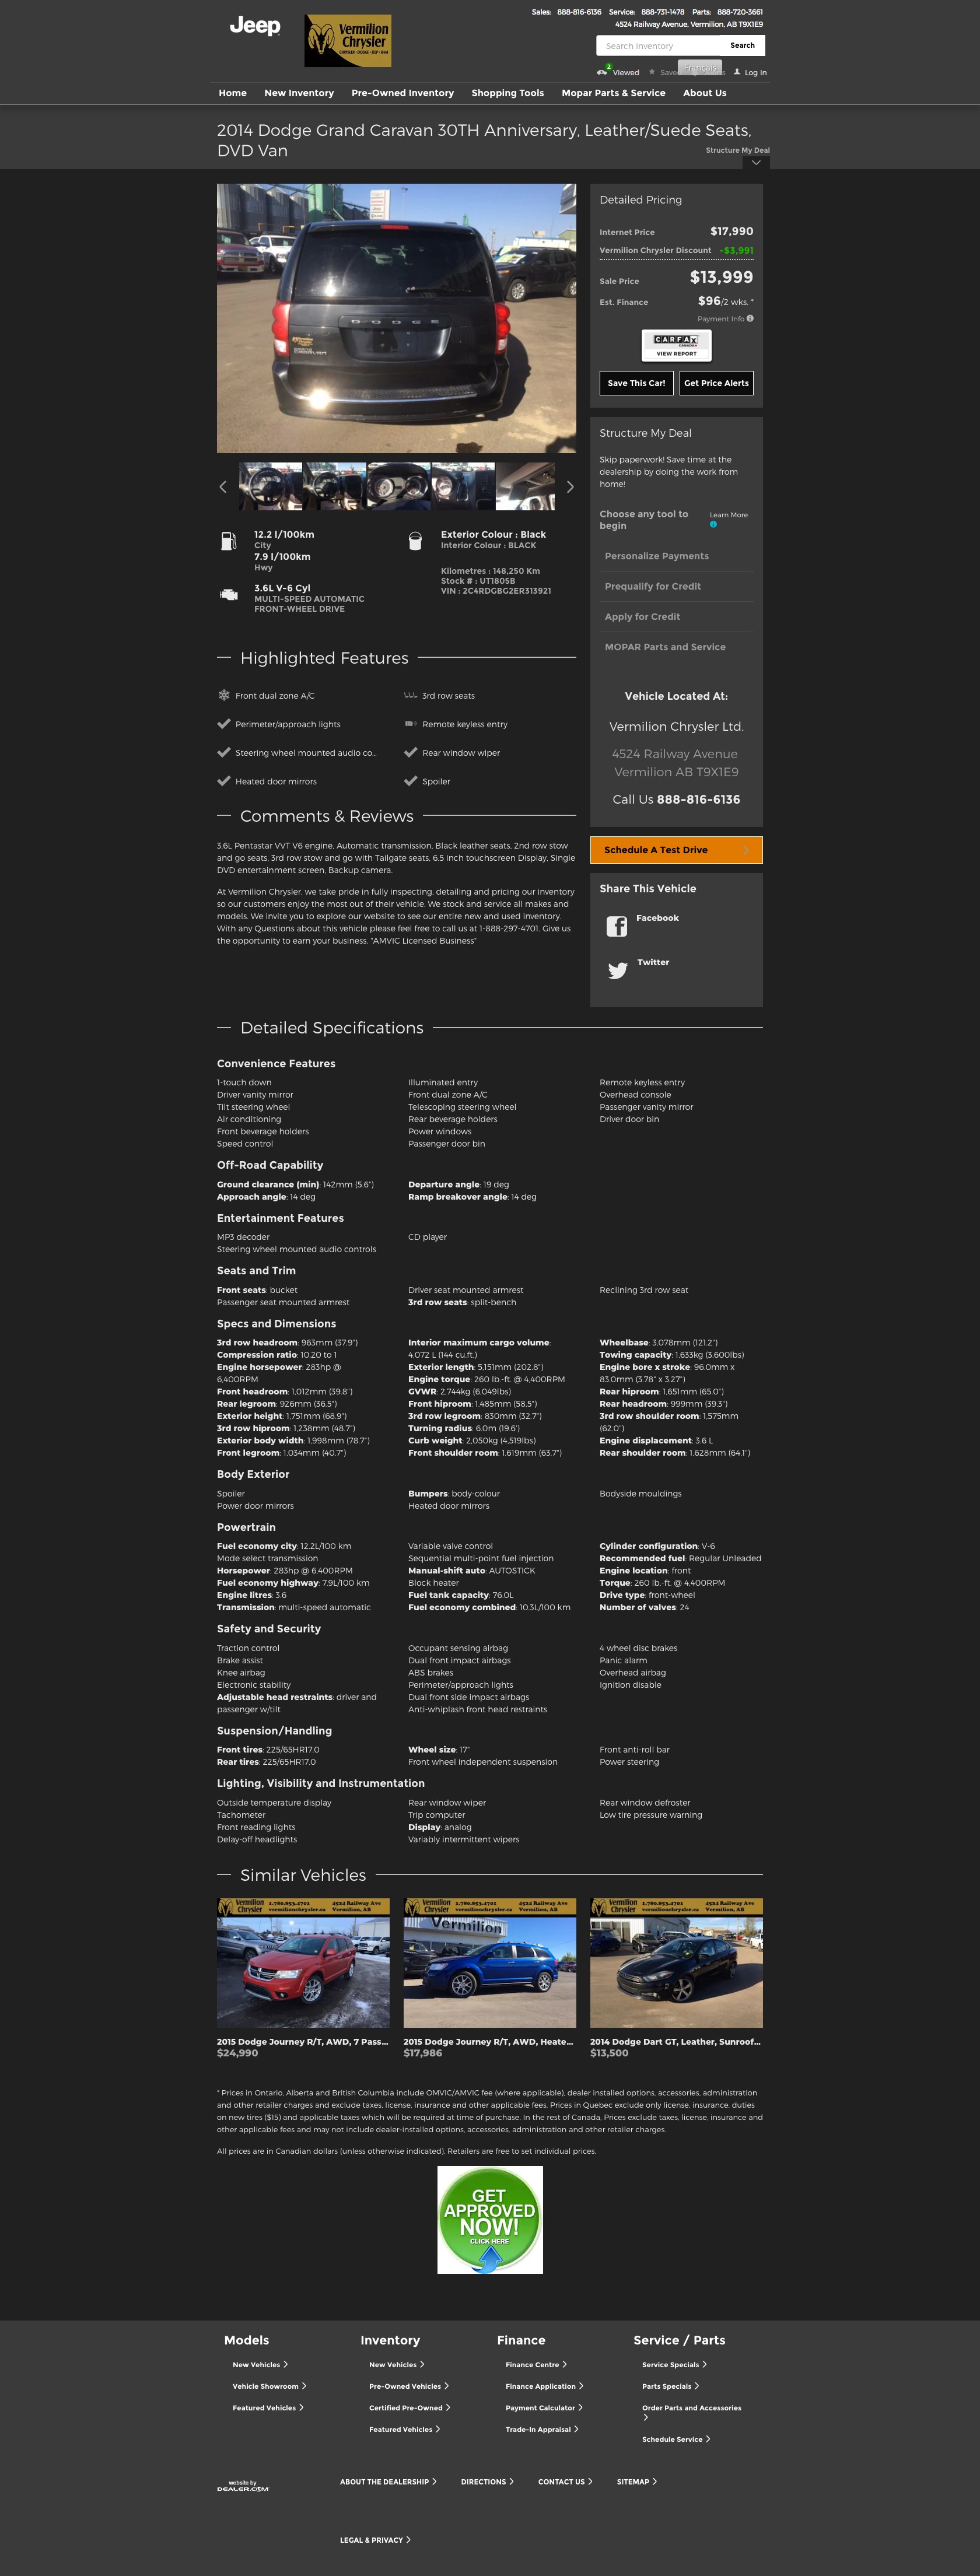 Sales: 888-816-6136 Service: 888-731-1478 Parts: 888-720-3661
4524 Railway Avenue, Vermilion, AB T9X1E9
Jeep
Vermilion
Chrysler
CHRYSLER • DODGE • JEEP • RAM
Search inventory
Search
2 Viewed
Français
Log In
Home
New Inventory
Pre-Owned Inventory
Shopping Tools
Mopar Parts & Service
About Us
2014 Dodge Grand Caravan 30TH Anniversary, Leather/Suede Seats,
DVD Van
Structure My Deal
DODGE
Detailed Pricing
Internet Price $17,990
Vermilion Chrysler Discount -$3,991
Sale Price $13,999
Est. Finance $96/2 wks. *
Payment Info
CARFAX
CANADA
VIEW REPORT
Save This Car!
Get Price Alerts
Structure My Deal
Skip paperwork! Save time at the
dealership by doing the work from
home!
Choose any tool to
begin
Learn More
Personalize Payments
Prequalify for Credit
Apply for Credit
MOPAR Parts and Service
Vehicle Located At:
Vermilion Chrysler Ltd.
4524 Railway Avenue
Vermilion AB T9X1E9
Call Us 888-816-6136
Schedule A Test Drive
Share This Vehicle
Facebook
Twitter
12.2 l/100km
City
7.9 l/100km
Hwy
3.6L V-6 Cyl
MULTI-SPEED AUTOMATIC
FRONT-WHEEL DRIVE
Exterior Colour : Black
Interior Colour : BLACK
Kilometres : 148,250 Km
Stock # : UT1805B
VIN : 2C4RDGBG2ER313921
Highlighted Features
Front dual zone A/C
3rd row seats
Perimeter/approach lights
Remote keyless entry
Steering wheel mounted audio co...
Rear window wiper
Heated door mirrors
Spoiler
Comments & Reviews
3.6L Pentastar VVT V6 engine, Automatic transmission, Black leather seats, 2nd row stow
and go seats, 3rd row stow and go with Tailgate seats, 6.5 inch touchscreen Display, Single
DVD entertainment screen, Backup camera.
At Vermilion Chrysler, we take pride in fully inspecting, detailing and pricing our inventory
so our customers enjoy the most out of their vehicle. We stock and service all makes and
models. We invite you to explore our website to see our entire new and used inventory.
With any Questions about this vehicle please feel free to call us at 1-888-297-4701. Give us
the opportunity to earn your business. "AMVIC Licensed Business"
Detailed Specifications
Convenience Features
1-touch down
Driver vanity mirror
Tilt steering wheel
Air conditioning
Front beverage holders
Speed control
Illuminated entry
Front dual zone A/C
Telescoping steering wheel
Rear beverage holders
Power windows
Passenger door bin
Remote keyless entry
Overhead console
Passenger vanity mirror
Driver door bin
Off-Road Capability
Ground clearance (min): 142mm (5.6")
Approach angle: 14 deg
Departure angle: 19 deg
Ramp breakover angle: 14 deg
Entertainment Features
MP3 decoder
Steering wheel mounted audio controls
CD player
Seats and Trim
Front seats: bucket
Passenger seat mounted armrest
Driver seat mounted armrest
3rd row seats: split-bench
Reclining 3rd row seat
Specs and Dimensions
3rd row headroom: 963mm (37.9")
Compression ratio: 10.20 to 1
Engine horsepower: 283hp @
6,400RPM
Front headroom: 1,012mm (39.8")
Rear legroom: 926mm (36.5")
Exterior height: 1,751mm (68.9")
3rd row hiproom: 1,238mm (48.7")
Exterior body width: 1,998mm (78.7")
Front legroom: 1,034mm (40.7")
Interior maximum cargo volume:
4,072 L (144 cu.ft.)
Exterior length: 5,151mm (202.8")
Engine torque: 260 lb.-ft. @ 4,400RPM
GVWR: 2,744kg (6,049lbs)
Front hiproom: 1,485mm (58.5")
3rd row legroom: 830mm (32.7")
Turning radius: 6.0m (19.6')
Curb weight: 2,050kg (4,519lbs)
Front shoulder room: 1,619mm (63.7")
Wheelbase: 3,078mm (121.2")
Towing capacity: 1,633kg (3,600lbs)
Engine bore x stroke: 96.0mm x
83.0mm (3.78" x 3.27")
Rear hiproom: 1,651mm (65.0")
Rear headroom: 999mm (39.3")
3rd row shoulder room: 1,575mm
(62.0")
Engine displacement: 3.6 L
Rear shoulder room: 1,628mm (64.1")
Body Exterior
Spoiler
Power door mirrors
Bumpers: body-colour
Heated door mirrors
Bodyside mouldings
Powertrain
Fuel economy city: 12.2L/100 km
Mode select transmission
Horsepower: 283hp @ 6,400RPM
Fuel economy highway: 7.9L/100 km
Engine litres: 3.6
Transmission: multi-speed automatic
Variable valve control
Sequential multi-point fuel injection
Manual-shift auto: AUTOSTICK
Block heater
Fuel tank capacity: 76.0L
Fuel economy combined: 10.3L/100 km
Cylinder configuration: V-6
Recommended fuel: Regular Unleaded
Engine location: front
Torque: 260 lb.-ft. @ 4,400RPM
Drive type: front-wheel
Number of valves: 24
Safety and Security
Traction control
Brake assist
Knee airbag
Electronic stability
Adjustable head restraints: driver and
passenger w/tilt
Occupant sensing airbag
Dual front impact airbags
ABS brakes
Perimeter/approach lights
Dual front side impact airbags
Anti-whiplash front head restraints
4 wheel disc brakes
Panic alarm
Overhead airbag
Ignition disable
Suspension/Handling
Front tires: 225/65HR17.0
Rear tires: 225/65HR17.0
Wheel size: 17"
Front wheel independent suspension
Front anti-roll bar
Power steering
Lighting, Visibility and Instrumentation
Outside temperature display
Tachometer
Front reading lights
Delay-off headlights
Rear window wiper
Trip computer
Display: analog
Variably intermittent wipers
Rear window defroster
Low tire pressure warning
Similar Vehicles
Vermilion Chrysler 1.780.853.4701 vermilionchrysler.ca 4524 Railway Ave Vermilion, AB
Vermilion Chrysler 1.780.853.4701 vermilionchrysler.ca 4524 Railway Ave Vermilion, AB
Vermilion Chrysler 1.780.853.4701 vermilionchrysler.ca 4524 Railway Ave Vermilion, AB
Vermilion
2015 Dodge Journey R/T, AWD, 7 Pass...
$24,990
2015 Dodge Journey R/T, AWD, Heate...
$17,986
2014 Dodge Dart GT, Leather, Sunroof...
$13,500
* Prices in Ontario, Alberta and British Columbia include OMVIC/AMVIC fee (where applicable), dealer installed options, accessories, administration
and other retailer charges and exclude taxes, license, insurance and other applicable fees. Prices in Quebec exclude only license, insurance, duties
on new tires ($15) and applicable taxes which will be required at time of purchase. In the rest of Canada, Prices exclude taxes, license, insurance and
other applicable fees and may not include dealer-installed options, accessories, administration and other retailer charges.
All prices are in Canadian dollars (unless otherwise indicated). Retailers are free to set individual prices.
GET
APPROVED
NOW!
CLICK HERE
Models
New Vehicles
Vehicle Showroom
Featured Vehicles
Inventory
New Vehicles
Pre-Owned Vehicles
Certified Pre-Owned
Featured Vehicles
Finance
Finance Centre
Finance Application
Payment Calculator
Trade-In Appraisal
Service / Parts
Service Specials
Parts Specials
Order Parts and Accessories
Schedule Service
website by
DEALER.COM
ABOUT THE DEALERSHIP
DIRECTIONS
CONTACT US
SITEMAP
LEGAL & PRIVACY